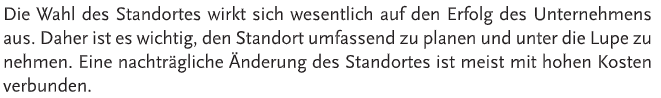 Die Wahl des Standortes wirkt sich wesentlich auf den Erfolg des Unternehmens
aus. Daher ist es wichtig, den Standort umfassend zu planen und unter die Lupe zu
nehmen. Eine nachträgliche Änderung des Standortes ist meist mit hohen Kosten
verbunden.